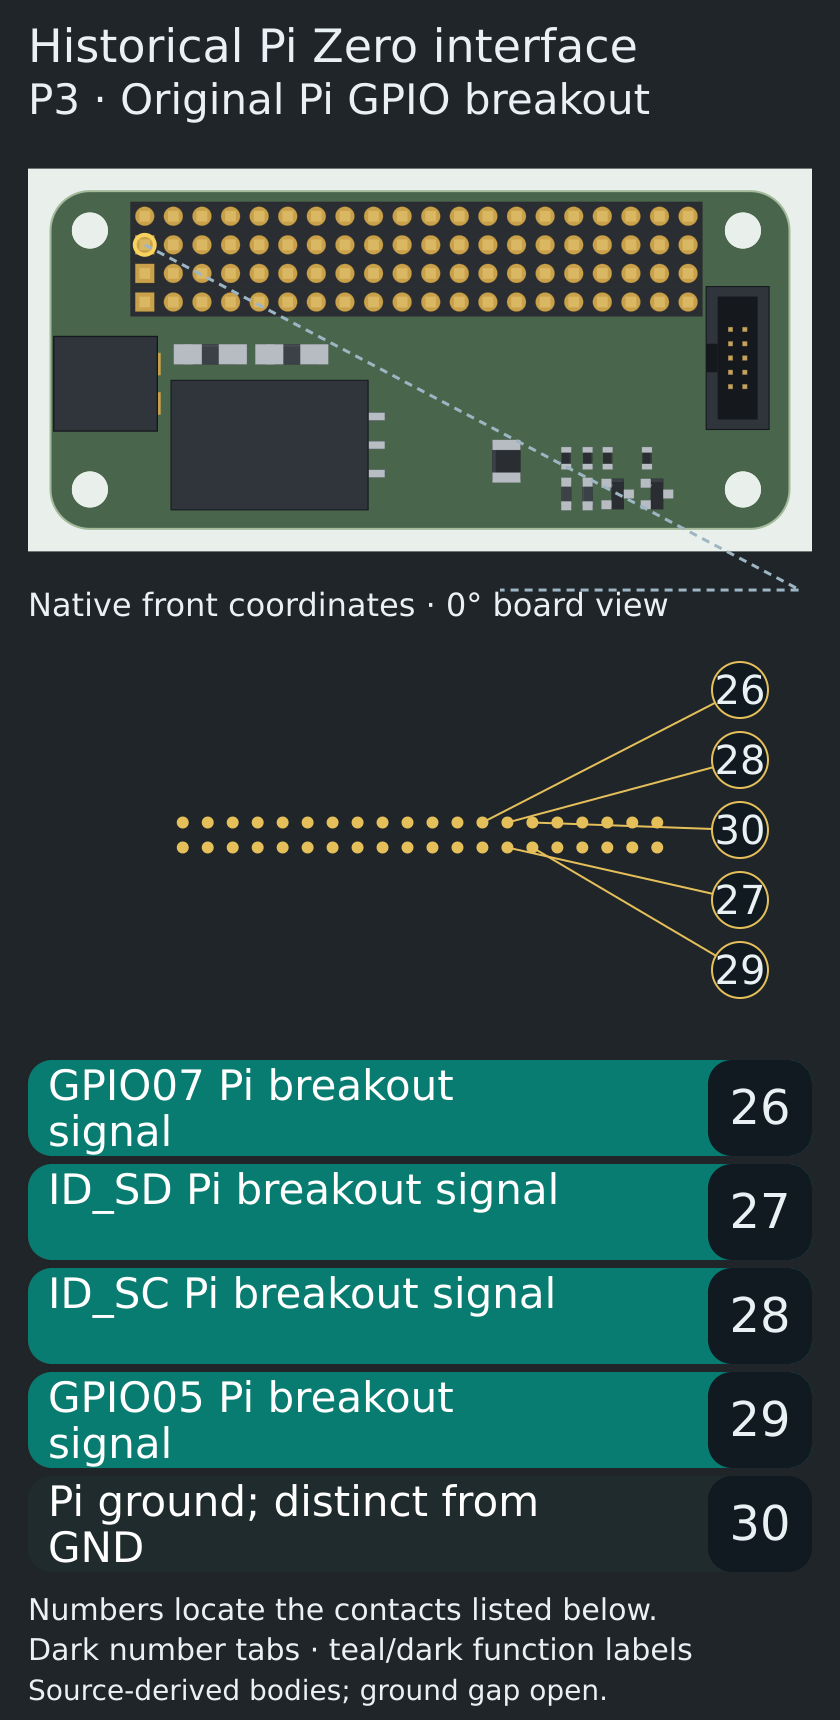 Historical Pi Zero interface
P3 · Original Pi GPIO breakout
Native front coordinates · 0° board view
26
28
30
27
29
GPIO07 Pi breakout
signal
26
ID_SD Pi breakout signal
27
ID_SC Pi breakout signal
28
GPIO05 Pi breakout
signal
29
Pi ground; distinct from
GND
30
Numbers locate the contacts listed below.
Dark number tabs · teal/dark function labels
Source-derived bodies; ground gap open.